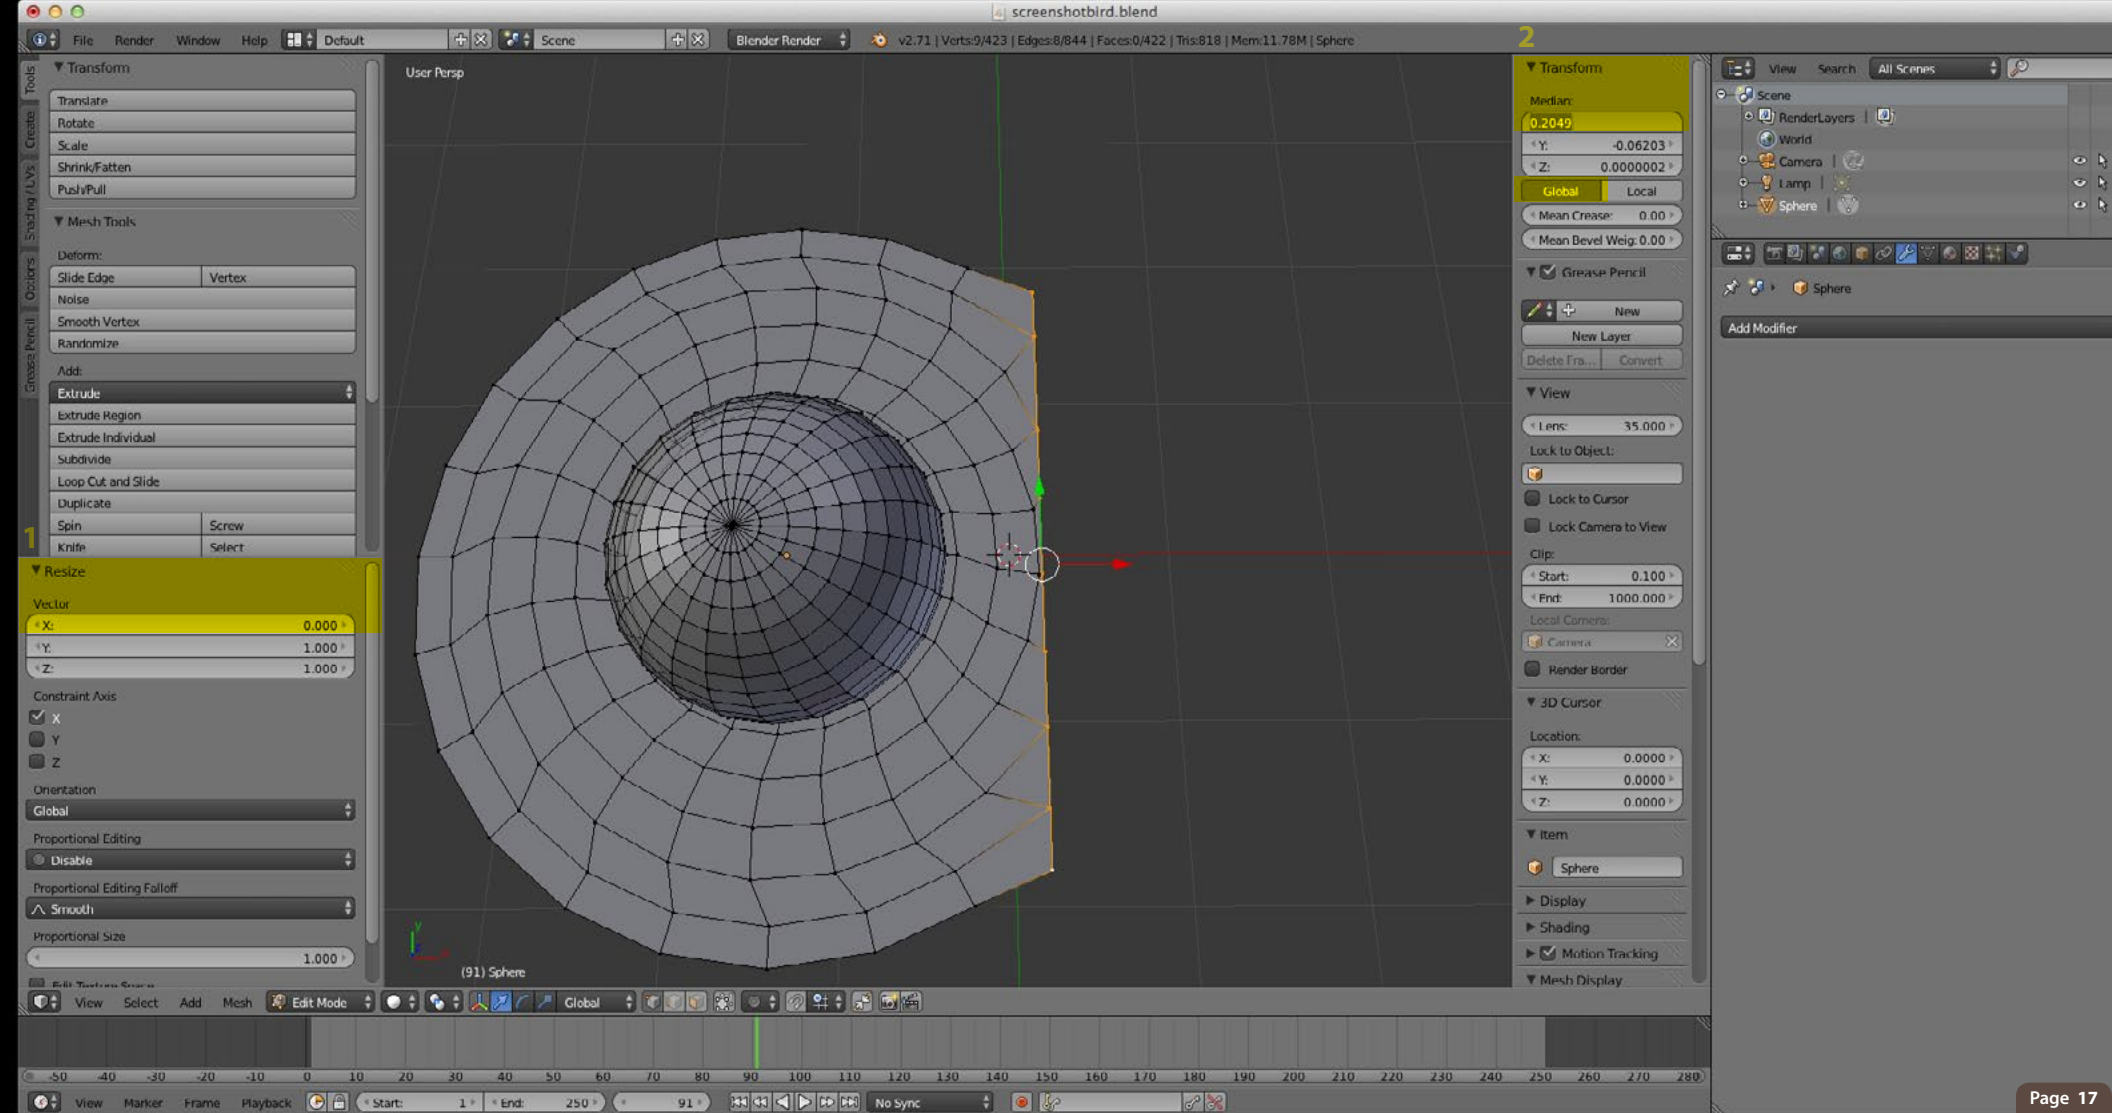 screenshotbird.blend
File Render Window Help Default Scene Blender Render v2.71 | Verts:9/423 | Edges:8/844 | Faces:0/422 | Tris:818 | Mem:11.78M | Sphere
2
Tools
Create
Shading / UVs
Options
Grease Pencil
Transform
Translate
Rotate
Scale
Shrink/Fatten
Push/Pull
Mesh Tools
Deform:
Slide Edge Vertex
Noise
Smooth Vertex
Randomize
Add:
Extrude
Extrude Region
Extrude Individual
Subdivide
Loop Cut and Slide
Duplicate
Spin Screw
Knife Select
1
Resize
Vector
X: 0.000
Y: 1.000
Z: 1.000
Constraint Axis
X
Y
Z
Orientation
Global
Proportional Editing
Disable
Proportional Editing Falloff
Smooth
Proportional Size
1.000
Edit Texture Space
User Persp
y
(91) Sphere
Transform
Median:
0.2049
Y: -0.06203
Z: 0.0000002
Global Local
Mean Crease: 0.00
Mean Bevel Weig: 0.00
Grease Pencil
New
New Layer
Delete Fra... Convert
View
Lens: 35.000
Lock to Object:
Lock to Cursor
Lock Camera to View
Clip:
Start: 0.100
End: 1000.000
Local Camera:
Camera
Render Border
3D Cursor
Location:
X: 0.0000
Y: 0.0000
Z: 0.0000
Item
Sphere
Display
Shading
Motion Tracking
Mesh Display
View Search All Scenes
Scene
RenderLayers |
World
Camera |
Lamp |
Sphere |
Sphere
Add Modifier
View Select Add Mesh Edit Mode Global
-50 -40 -30 -20 -10 0 10 20 30 40 50 60 70 80 90 100 110 120 130 140 150 160 170 180 190 200 210 220 230 240 250 260 270 280
View Marker Frame Playback Start: 1 End: 250 91 No Sync
Page 17